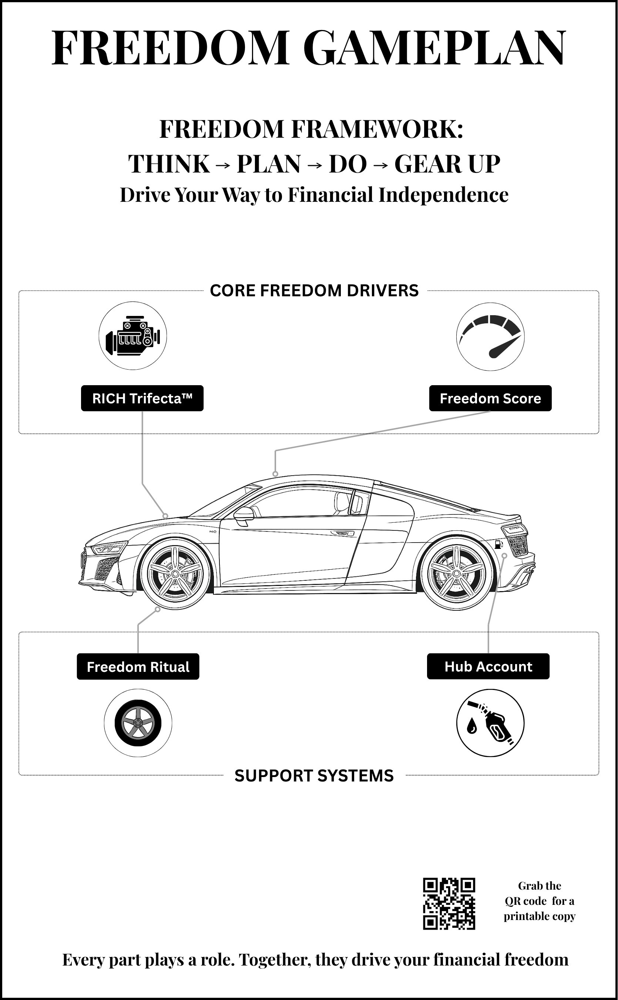 FREEDOM GAMEPLAN
FREEDOM FRAMEWORK:
THINK → PLAN → DO → GEAR UP
Drive Your Way to Financial Independence
CORE FREEDOM DRIVERS
RICH Trifecta™
Freedom Score
Freedom Ritual
Hub Account
SUPPORT SYSTEMS
Grab the
QR code for a
printable copy
Every part plays a role. Together, they drive your financial freedom